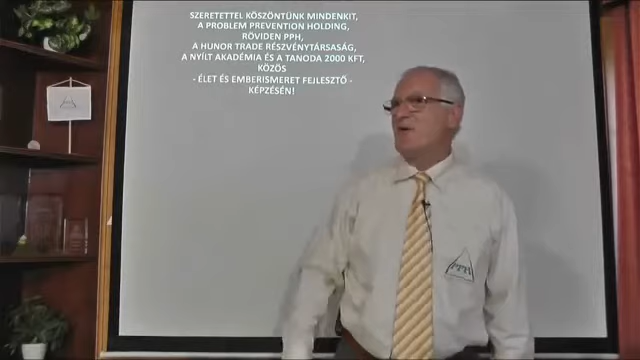 SZERETETTEL KÖSZÖNTÜNK MINDENKIT,
A PROBLEM PREVENTION HOLDING,
RÖVIDEN PPH,
A HUNOR TRADE RÉSZVÉNYTÁRSASÁG,
A NYÍLT AKADÉMIA ÉS A TANODA 2000 KFT,
KÖZÖS
- ÉLET ÉS EMBERISMERET FEJLESZTŐ -
KÉPZÉSÉN!